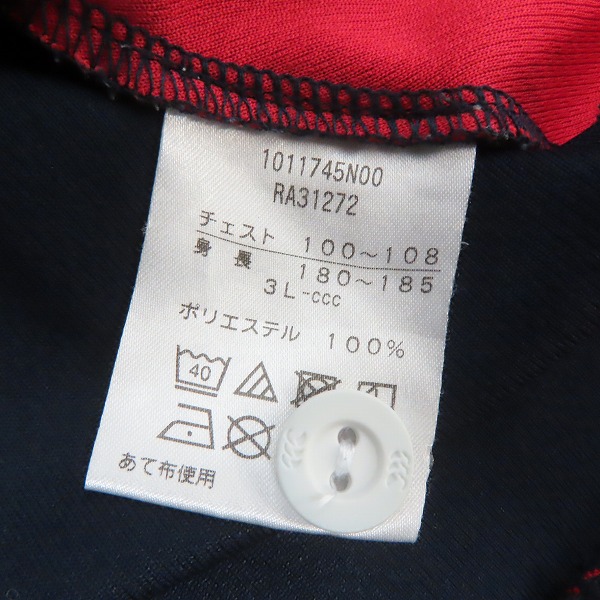 1011745N00
RA31272
チェスト 100~108
身長 180~185
3L-ccc
ポリエステル 100%
40
あて布使用